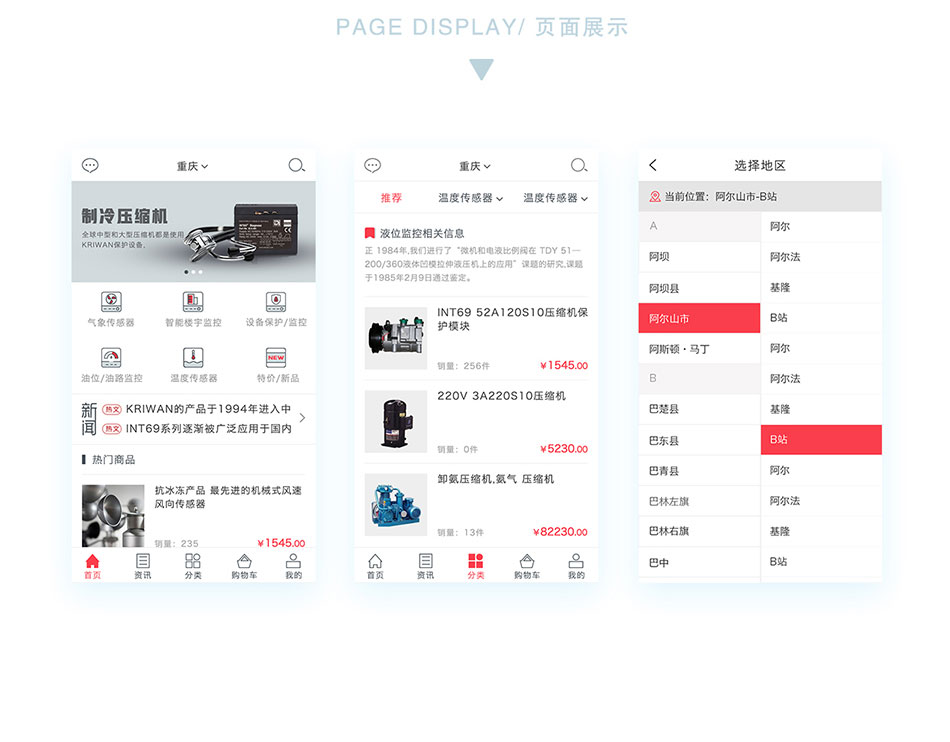 PAGE DISPLAY/ 页面展示
重庆
制冷压缩机
全球中型和大型压缩机都是使用
KRIWAN保护设备。
气象传感器
智能楼宇监控
设备保护/监控
NEW
油位/油路监控
温度传感器
特价/新品
新闻
热文 KRIWAN的产品于1994年进入中
热文 INT69系列逐渐被广泛应用于国内
热门商品
抗冰冻产品 最先进的机械式风速
风向传感器
销量：235
￥1545.00
首页
资讯
分类
购物车
我的
重庆
推荐
温度传感器
温度传感器
液位监控相关信息
正 1984年,我们进行了“微机和电液比例阀在 TDY 51—
200/360液体凹模拉伸液压机上的应用”课题的研究,课题
于1985年2月9日通过鉴定。
INT69 52A120S10压缩机保
护模块
销量：256件
￥1545.00
220V 3A220S10压缩机
销量：0件
￥5230.00
卸氨压缩机,氨气 压缩机
销量：13件
￥82230.00
首页
资讯
分类
购物车
我的
选择地区
当前位置：阿尔山市-B站
A
阿坝
阿坝县
阿尔山市
阿斯顿·马丁
B
巴楚县
巴东县
巴青县
巴林左旗
巴林右旗
巴中
阿尔
阿尔法
基隆
B站
阿尔
阿尔法
基隆
B站
阿尔
阿尔法
基隆
B站